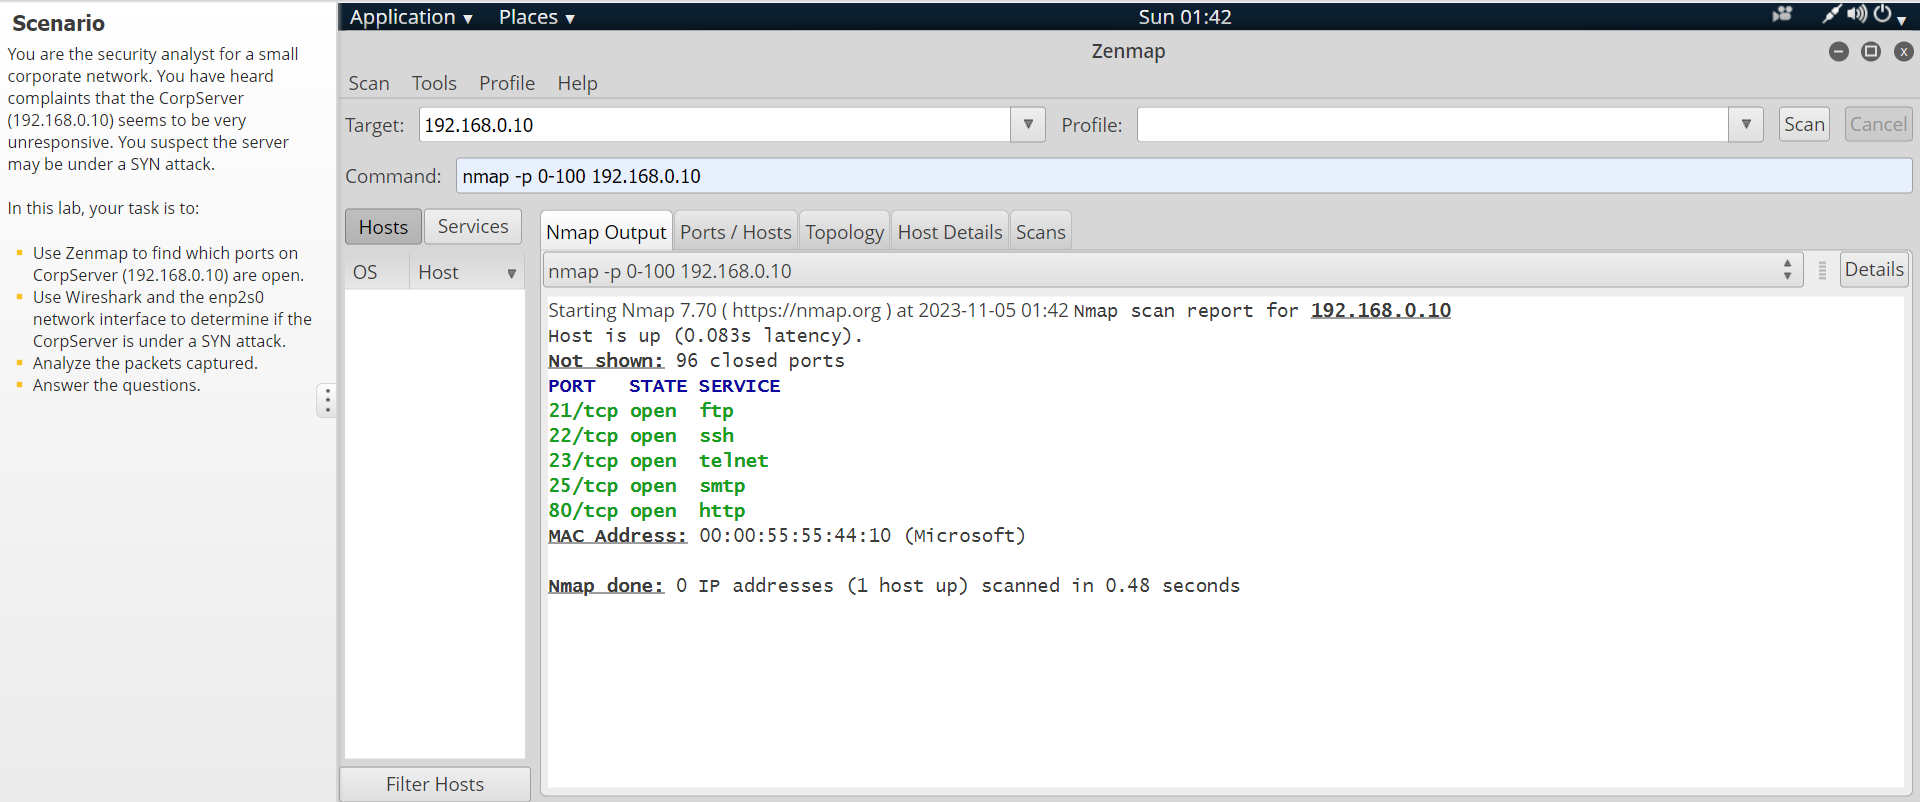 Scenario
You are the security analyst for a small
corporate network. You have heard
complaints that the CorpServer
(192.168.0.10) seems to be very
unresponsive. You suspect the server
may be under a SYN attack.
In this lab, your task is to:
Use Zenmap to find which ports on
CorpServer (192.168.0.10) are open.
Use Wireshark and the enp2s0
network interface to determine if the
CorpServer is under a SYN attack.
Analyze the packets captured.
Answer the questions.
Application ▾ Places ▾ Sun 01:42
Zenmap
Scan Tools Profile Help
Target: 192.168.0.10 Profile: Scan Cancel
Command: nmap -p 0-100 192.168.0.10
Hosts Services
OS Host
Filter Hosts
Nmap Output Ports / Hosts Topology Host Details Scans
nmap -p 0-100 192.168.0.10 Details
Starting Nmap 7.70 ( https://nmap.org ) at 2023-11-05 01:42 Nmap scan report for 192.168.0.10
Host is up (0.083s latency).
Not shown: 96 closed ports
PORT STATE SERVICE
21/tcp open ftp
22/tcp open ssh
23/tcp open telnet
25/tcp open smtp
80/tcp open http
MAC Address: 00:00:55:55:44:10 (Microsoft)
Nmap done: 0 IP addresses (1 host up) scanned in 0.48 seconds